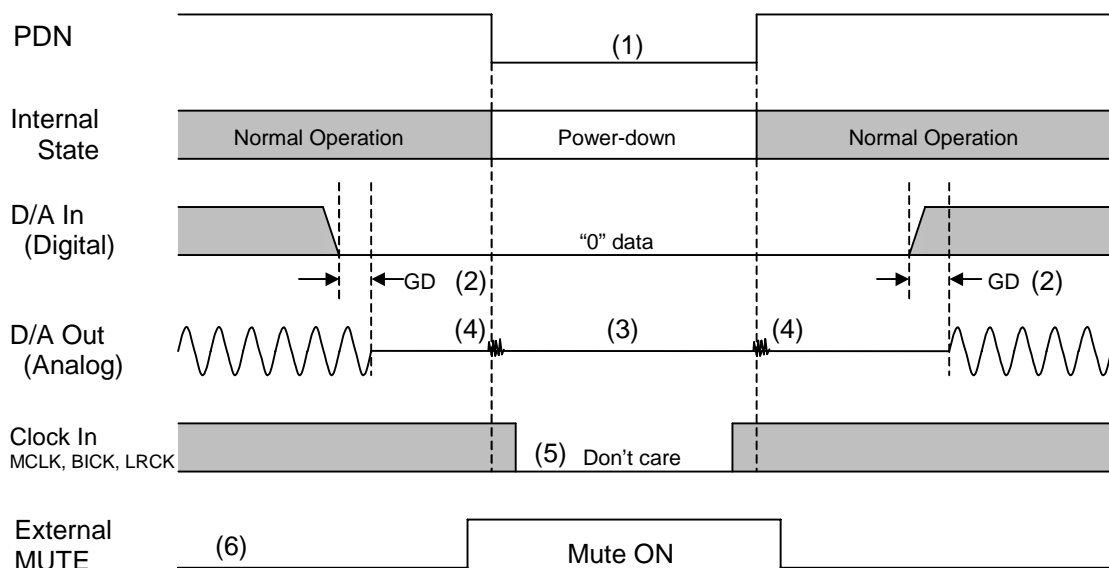 PDN
(1)
Internal
State
Normal Operation
Power-down
Normal Operation
D/A In
(Digital)
“0” data
GD (2)
GD (2)
D/A Out
(Analog)
(4)
(3)
(4)
Clock In
MCLK, BICK, LRCK
(5) Don’t care
External
MUTE
(6)
Mute ON